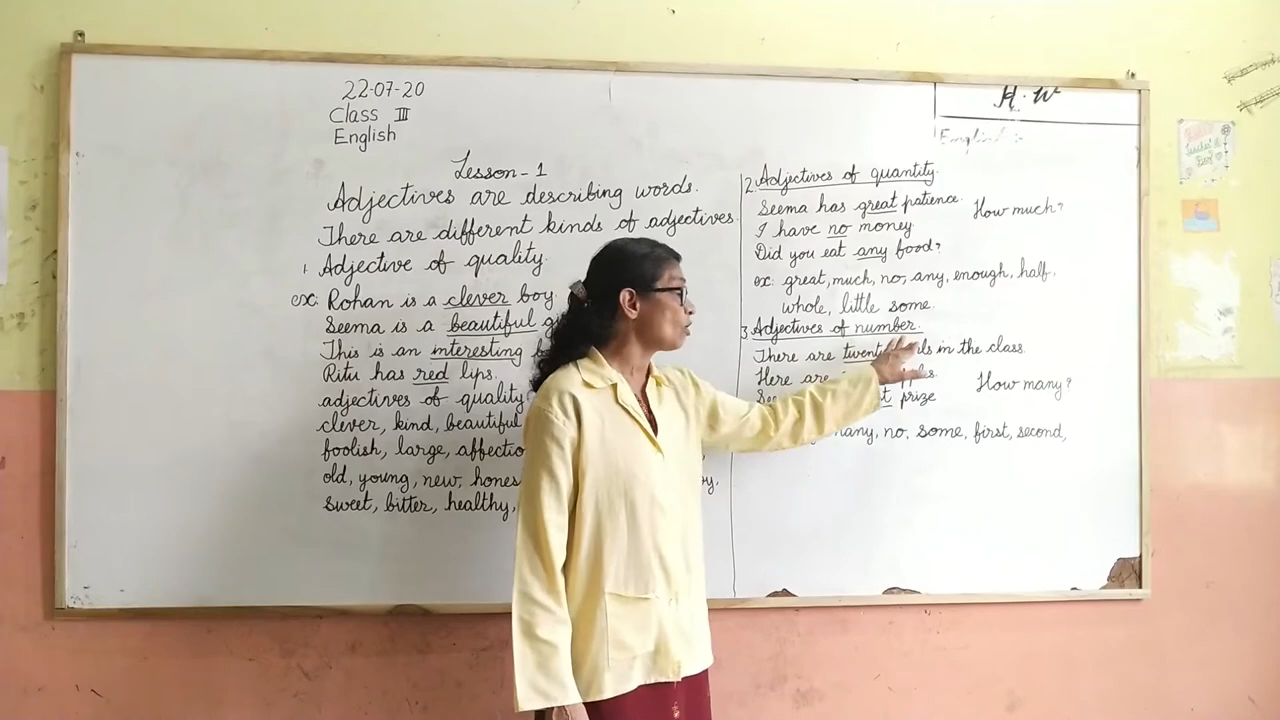 22-07-20
Class III
English
Lesson - 1
Adjectives are describing words.
There are different kinds of adjectives.
1. Adjective of quality.
ex: Rohan is a clever boy.
Seema is a beautiful
This is an interesting
Ritu has red lips.
adjectives of quality
clever, kind, beautiful
foolish, large,
old, young, new,
sweet, bitter, healthy,
H.W
English :
2. Adjectives of quantity.
Seema has great patience.
How much?
I have no money
Did you eat any food?
ex: great, much, no, any, enough, half.
whole, little some.
3 Adjectives of number.
There are in the class.
Here are
How many?
prize
many, no, some, first, second,